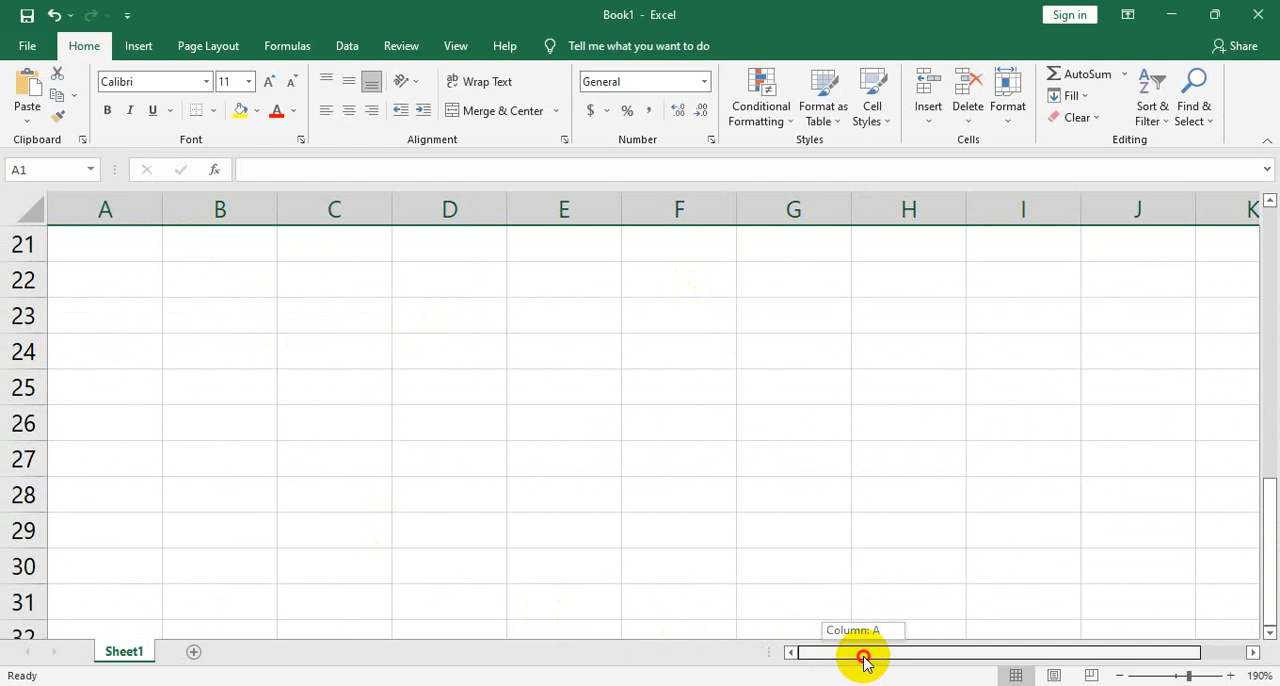 Book1 - Excel
Sign in
File Home Insert Page Layout Formulas Data Review View Help Tell me what you want to do Share
Paste
Calibri 11
B I U A
Wrap Text
Merge & Center
General
$ % ,
Conditional Formatting
Format as Table
Cell Styles
Insert Delete Format
AutoSum
Fill
Clear
Sort & Filter
Find & Select
Clipboard Font Alignment Number Styles Cells Editing
A1 fx
A B C D E F G H I J K
21
22
23
24
25
26
27
28
29
30
31
32
Column: A
Sheet1
Ready 190%